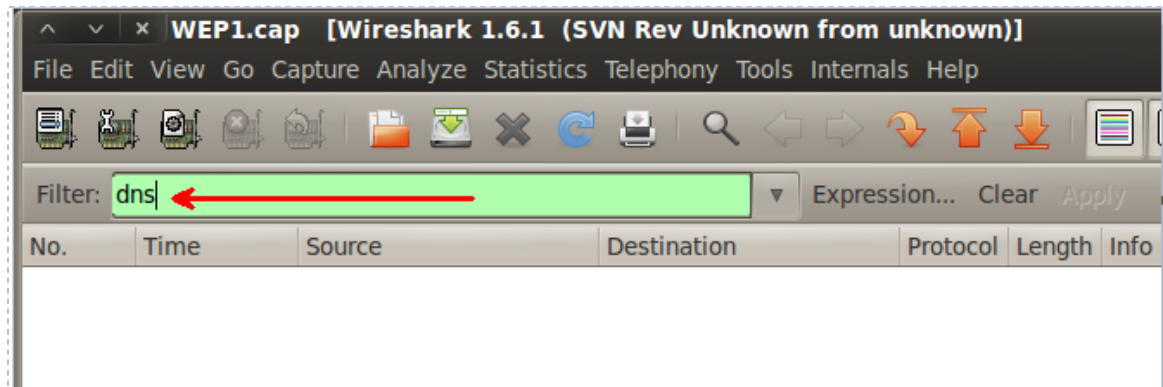 WEP1.cap [Wireshark 1.6.1 (SVN Rev Unknown from unknown)]
File Edit View Go Capture Analyze Statistics Telephony Tools Internals Help
Filter: dns Expression... Clear Apply
No. Time Source Destination Protocol Length Info